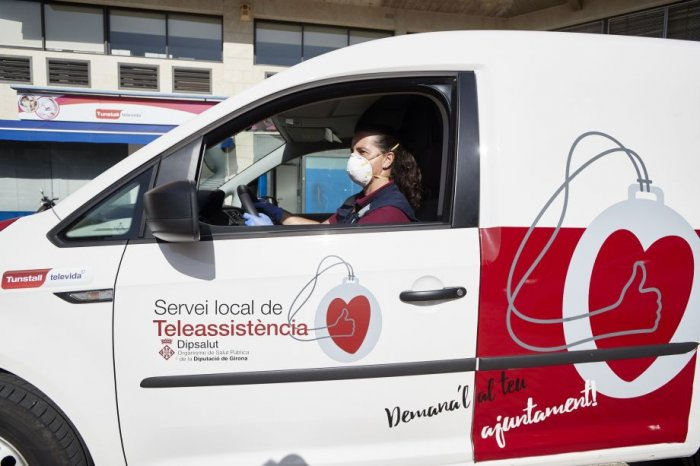 Tunstall televida
Tunstall televida
Servei local de
Teleassistència
Dipsalut
Organisme de Salut Pública
de la Diputació de Girona
Demana'l al teu
ajuntament!